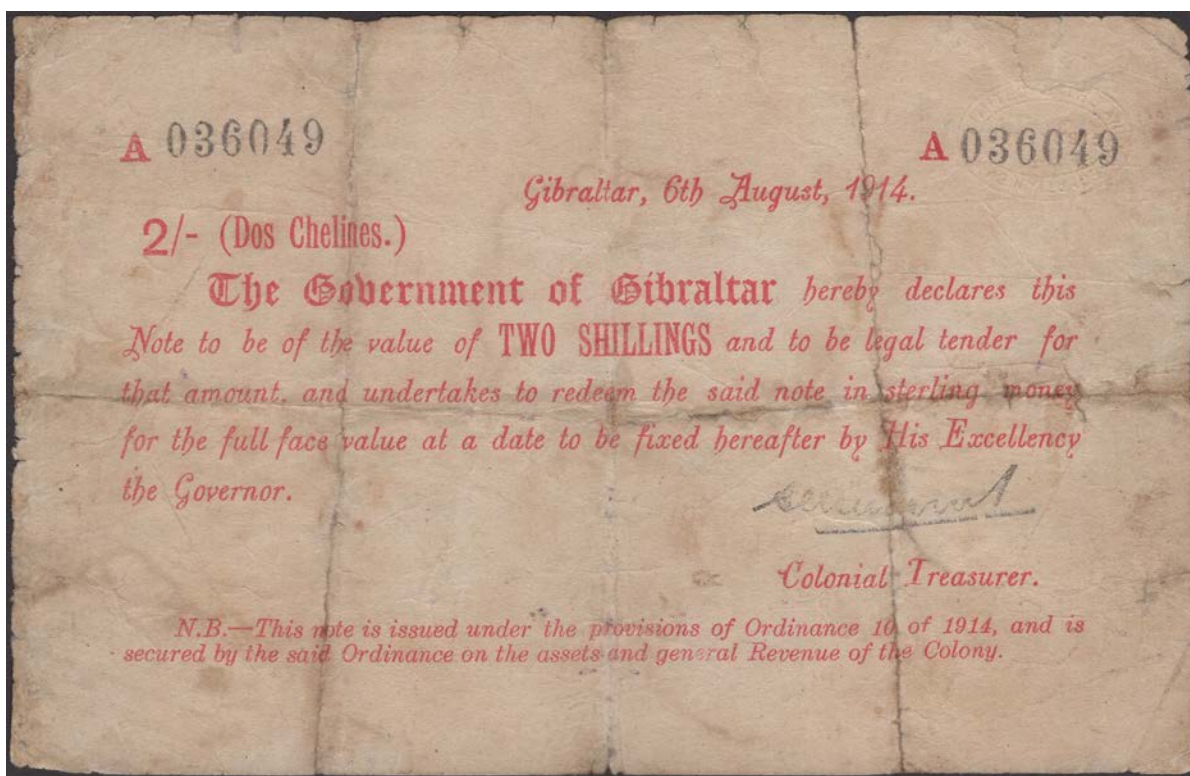 A 036049 A 036049
Gibraltar, 6th August, 1914.
2/- (Dos Chelines.)
The Government of Gibraltar hereby declares this
Note to be of the value of TWO SHILLINGS and to be legal tender for
that amount, and undertakes to redeem the said note in sterling money
for the full face value at a date to be fixed hereafter by His Excellency
the Governor.
Colonial Treasurer.
N.B.—This note is issued under the provisions of Ordinance 10 of 1914, and is
secured by the said Ordinance on the assets and general Revenue of the Colony.